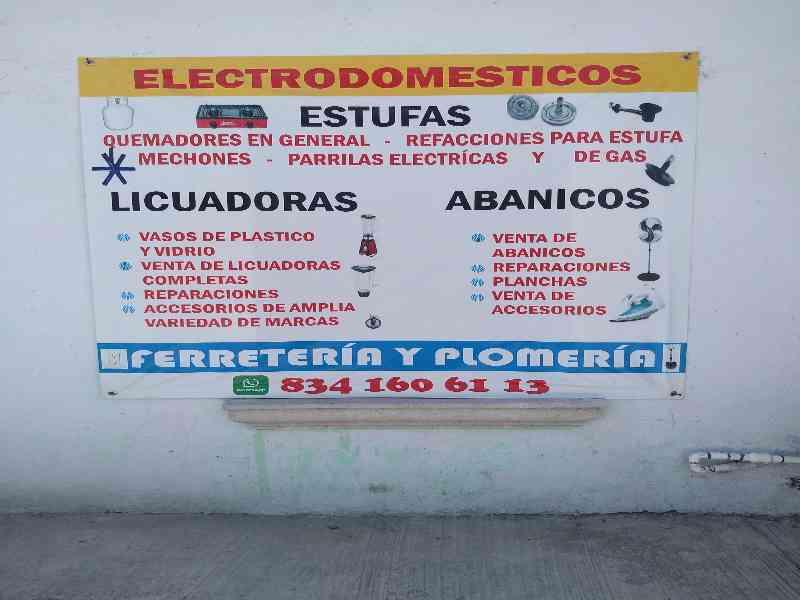 ELECTRODOMESTICOS
ESTUFAS
QUEMADORES EN GENERAL - REFACCIONES PARA ESTUFA
MECHONES - PARRILAS ELECTRÍCAS Y DE GAS
LICUADORAS
VASOS DE PLASTICO
Y VIDRIO
VENTA DE LICUADORAS
COMPLETAS
REPARACIONES
ACCESORIOS DE AMPLIA
VARIEDAD DE MARCAS
ABANICOS
VENTA DE
ABANICOS
REPARACIONES
PLANCHAS
VENTA DE
ACCESORIOS
FERRETERÍA Y PLOMERÍA
834 160 61 13